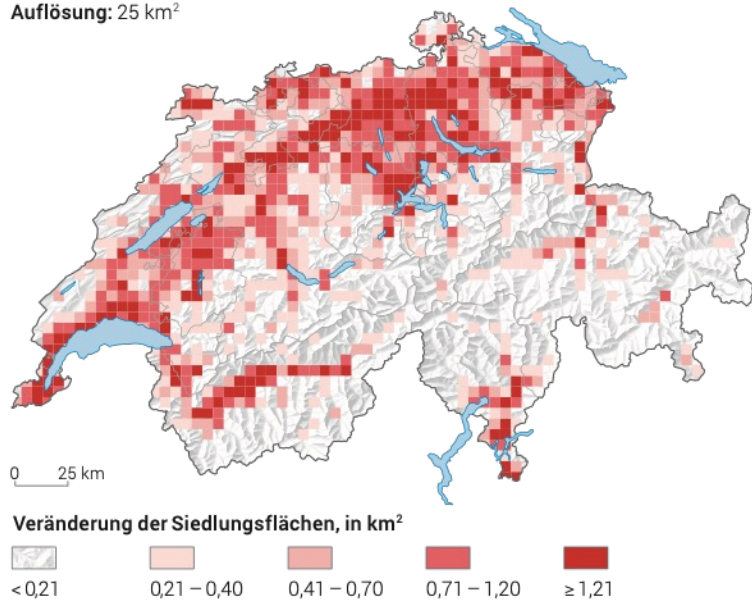 Auflösung: 25 km²
0 25 km
Veränderung der Siedlungsflächen, in km²
< 0,21 0,21 – 0,40 0,41 – 0,70 0,71 – 1,20 ≥ 1,21